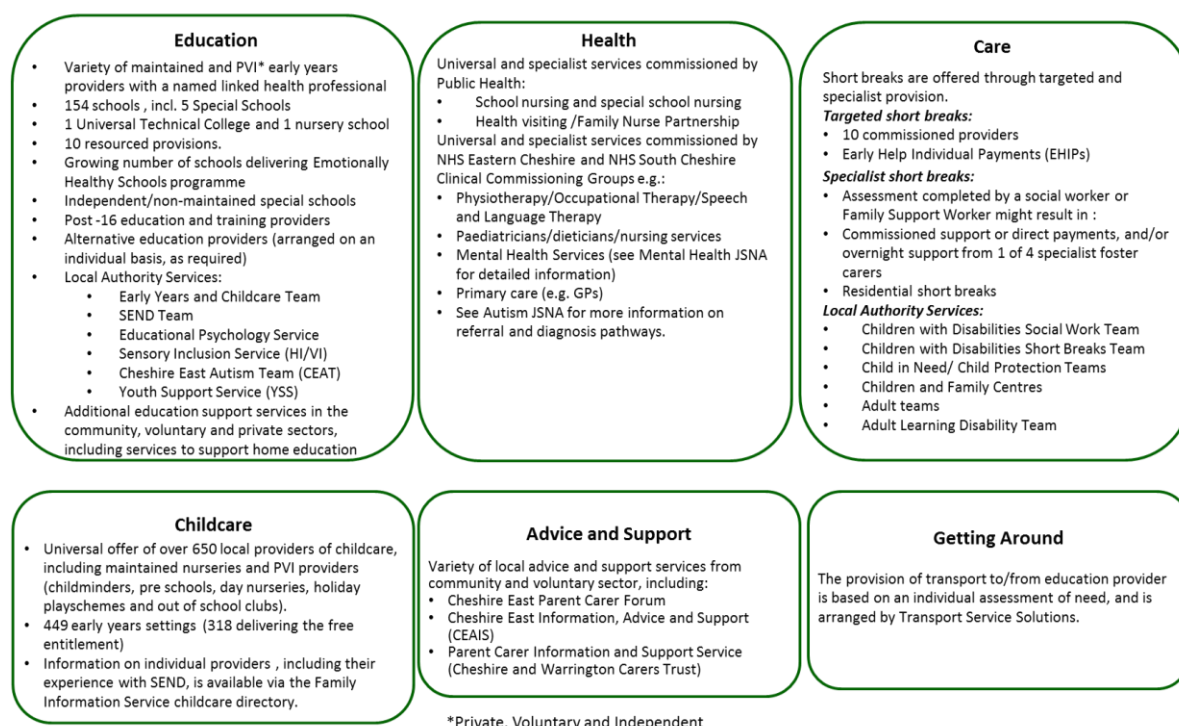 Education
• Variety of maintained and PVI* early years
providers with a named linked health professional
• 154 schools , incl. 5 Special Schools
• 1 Universal Technical College and 1 nursery school
• 10 resourced provisions.
• Growing number of schools delivering Emotionally
Healthy Schools programme
• Independent/non-maintained special schools
• Post -16 education and training providers
• Alternative education providers (arranged on an
individual basis, as required)
• Local Authority Services:
• Early Years and Childcare Team
• SEND Team
• Educational Psychology Service
• Sensory Inclusion Service (HI/VI)
• Cheshire East Autism Team (CEAT)
• Youth Support Service (YSS)
• Additional education support services in the
community, voluntary and private sectors,
including services to support home education
Health
Universal and specialist services commissioned by
Public Health:
• School nursing and special school nursing
• Health visiting /Family Nurse Partnership
Universal and specialist services commissioned by
NHS Eastern Cheshire and NHS South Cheshire
Clinical Commissioning Groups e.g.:
• Physiotherapy/Occupational Therapy/Speech
and Language Therapy
• Paediatricians/dieticians/nursing services
• Mental Health Services (see Mental Health JSNA
for detailed information)
• Primary care (e.g. GPs)
• See Autism JSNA for more information on
referral and diagnosis pathways.
Care
Short breaks are offered through targeted and
specialist provision.
Targeted short breaks:
• 10 commissioned providers
• Early Help Individual Payments (EHIPs)
Specialist short breaks:
• Assessment completed by a social worker or
Family Support Worker might result in :
• Commissioned support or direct payments, and/or
overnight support from 1 of 4 specialist foster
carers
• Residential short breaks
Local Authority Services:
• Children with Disabilities Social Work Team
• Children with Disabilities Short Breaks Team
• Child in Need/ Child Protection Teams
• Children and Family Centres
• Adult teams
• Adult Learning Disability Team
Childcare
• Universal offer of over 650 local providers of childcare,
including maintained nurseries and PVI providers
(childminders, pre schools, day nurseries, holiday
playschemes and out of school clubs).
• 449 early years settings (318 delivering the free
entitlement)
• Information on individual providers , including their
experience with SEND, is available via the Family
Information Service childcare directory.
Advice and Support
Variety of local advice and support services from
community and voluntary sector, including:
• Cheshire East Parent Carer Forum
• Cheshire East Information, Advice and Support
(CEAIS)
• Parent Carer Information and Support Service
(Cheshire and Warrington Carers Trust)
Getting Around
The provision of transport to/from education provider
is based on an individual assessment of need, and is
arranged by Transport Service Solutions.
*Private, Voluntary and Independent